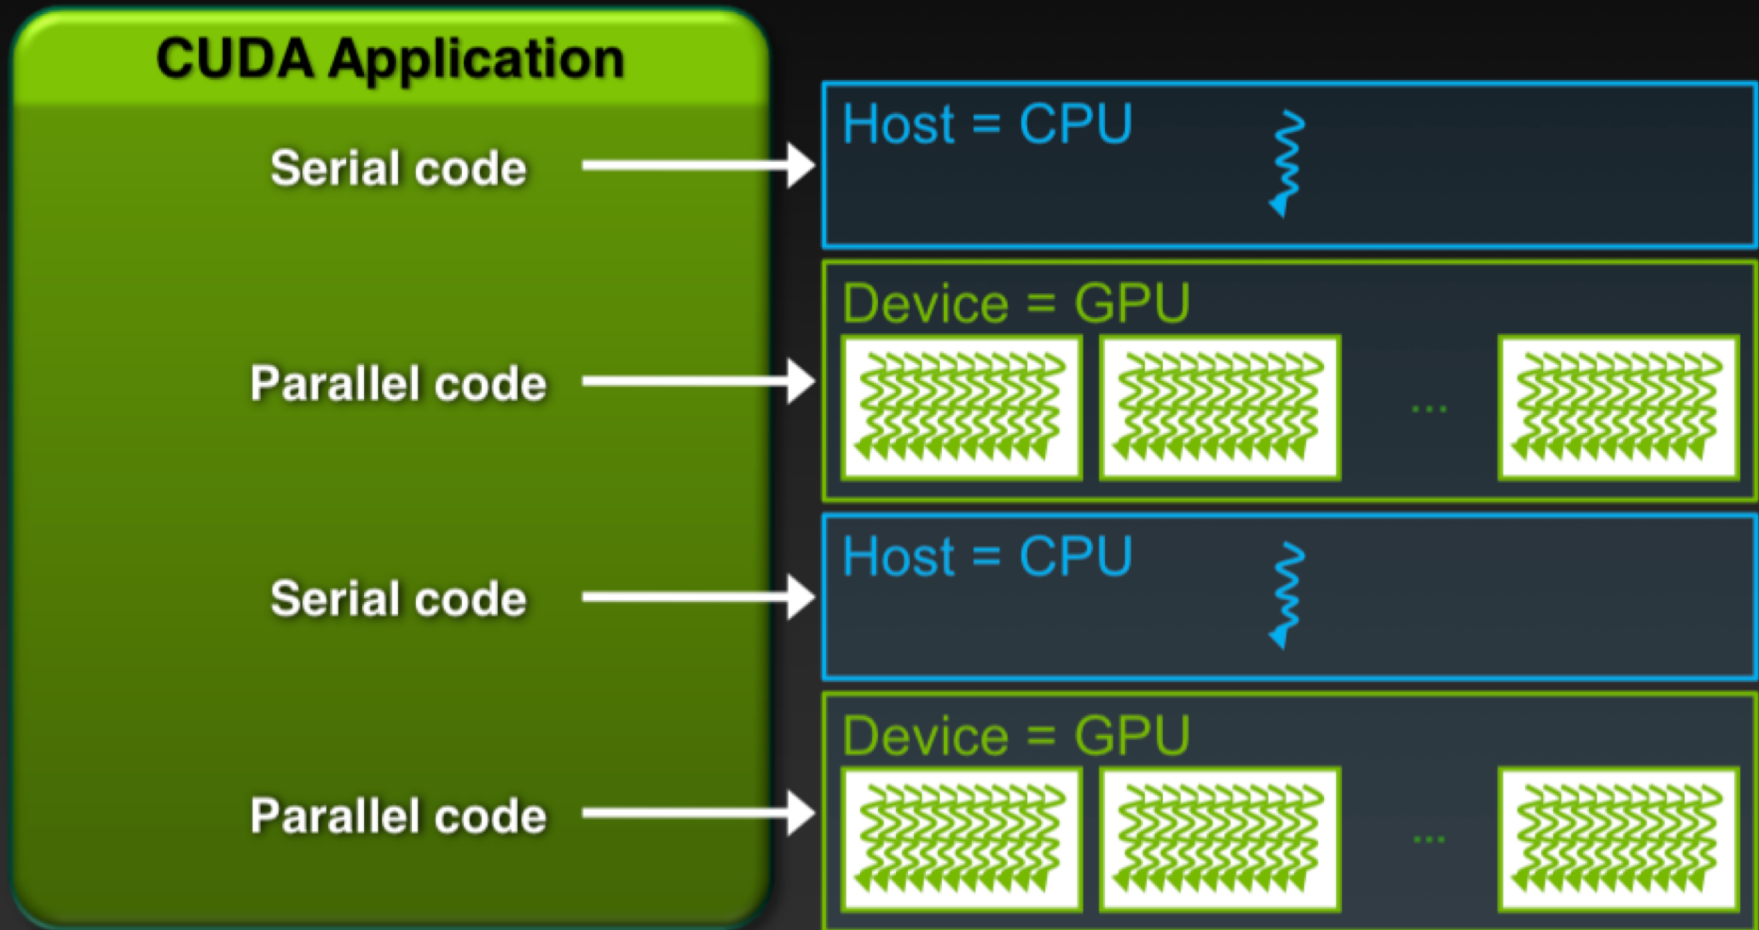 CUDA Application
Serial code
Host = CPU
Parallel code
Device = GPU
...
Serial code
Host = CPU
Parallel code
Device = GPU
...